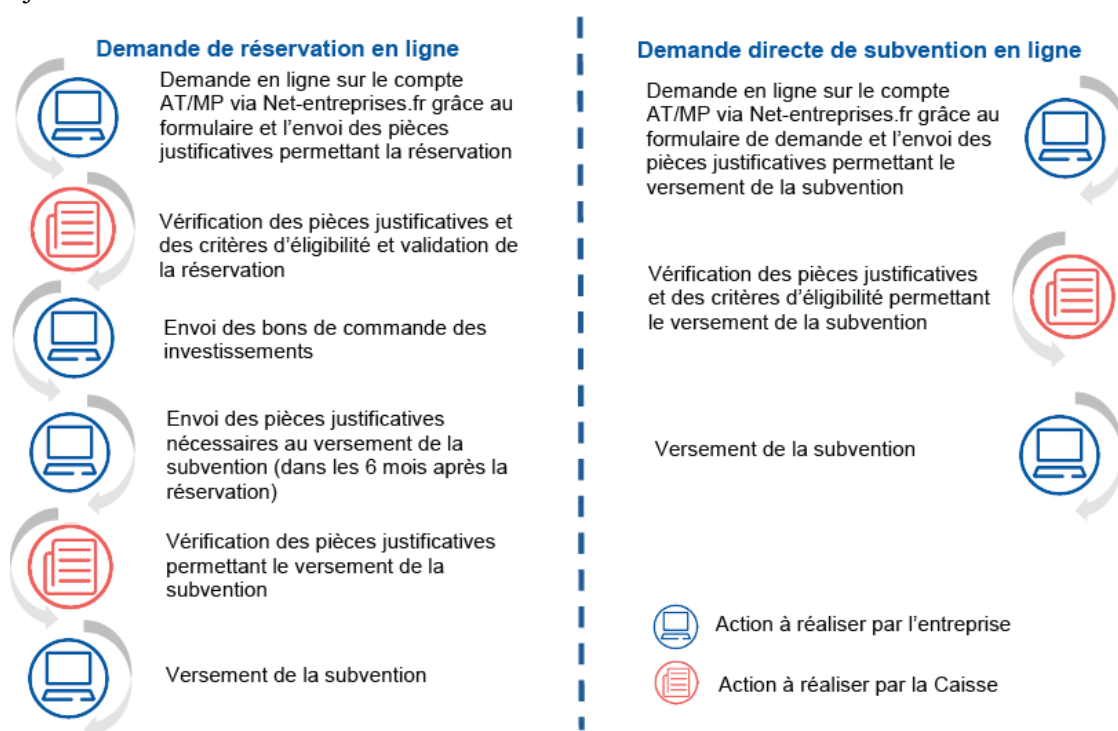 Demande de réservation en ligne
Demande en ligne sur le compte
AT/MP via Net-entreprises.fr grâce au
formulaire et l'envoi des pièces
justificatives permettant la réservation
Vérification des pièces justificatives et
des critères d'éligibilité et validation de
la réservation
Envoi des bons de commande des
investissements
Envoi des pièces justificatives
nécessaires au versement de la
subvention (dans les 6 mois après la
réservation)
Vérification des pièces justificatives
permettant le versement de la
subvention
Versement de la subvention
Demande directe de subvention en ligne
Demande en ligne sur le compte
AT/MP via Net-entreprises.fr grâce au
formulaire de demande et l'envoi des
pièces justificatives permettant le
versement de la subvention
Vérification des pièces justificatives
et des critères d'éligibilité permettant
le versement de la subvention
Versement de la subvention
Action à réaliser par l'entreprise
Action à réaliser par la Caisse